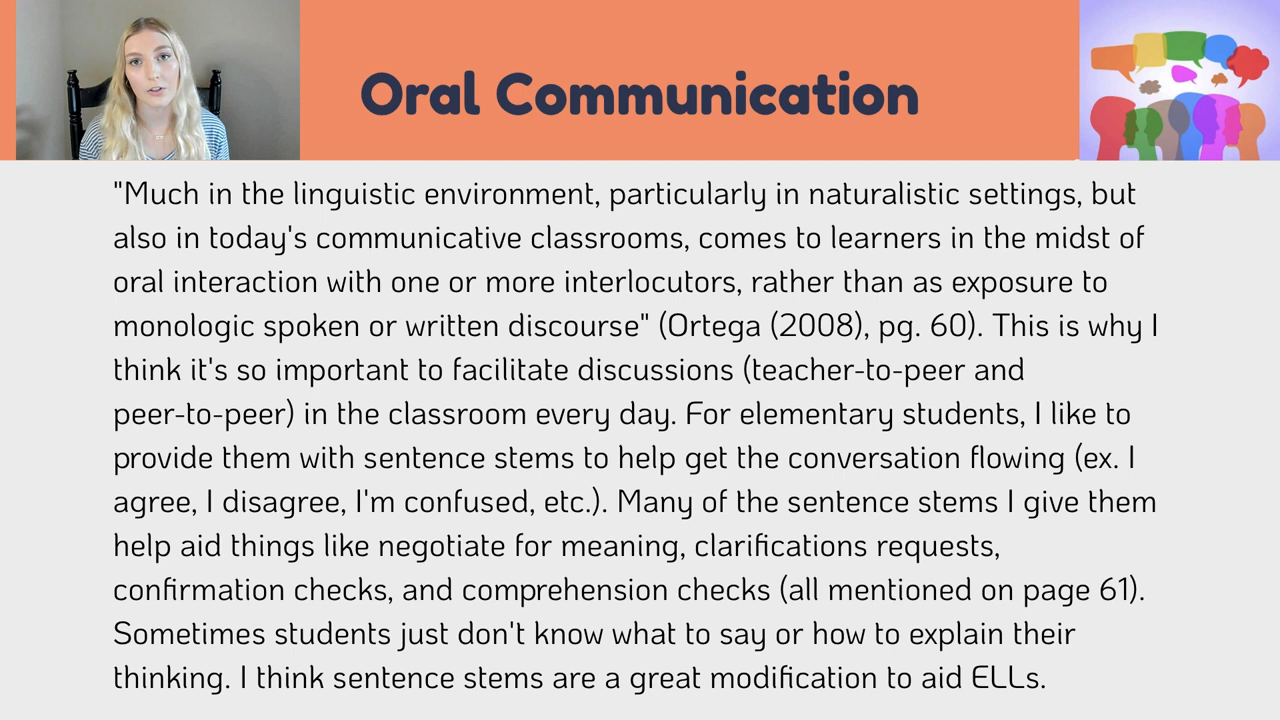 Oral Communication
"Much in the linguistic environment, particularly in naturalistic settings, but
also in today's communicative classrooms, comes to learners in the midst of
oral interaction with one or more interlocutors, rather than as exposure to
monologic spoken or written discourse" (Ortega (2008), pg. 60). This is why I
think it's so important to facilitate discussions (teacher-to-peer and
peer-to-peer) in the classroom every day. For elementary students, I like to
provide them with sentence stems to help get the conversation flowing (ex. I
agree, I disagree, I'm confused, etc.). Many of the sentence stems I give them
help aid things like negotiate for meaning, clarifications requests,
confirmation checks, and comprehension checks (all mentioned on page 61).
Sometimes students just don't know what to say or how to explain their
thinking. I think sentence stems are a great modification to aid ELLs.